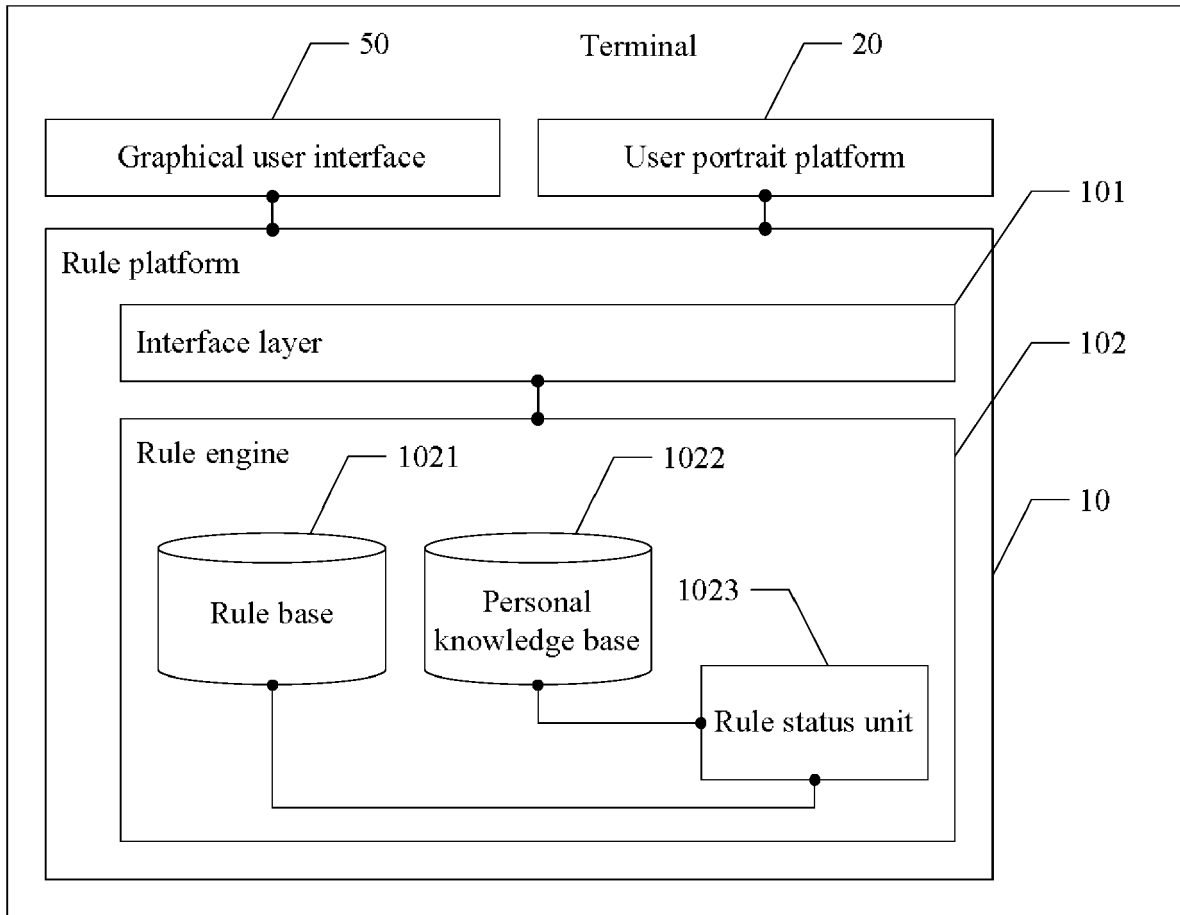 50
Terminal
20
Graphical user interface
User portrait platform
101
Rule platform
Interface layer
102
Rule engine
1021
1022
10
Rule base
Personal
knowledge base
1023
Rule status unit